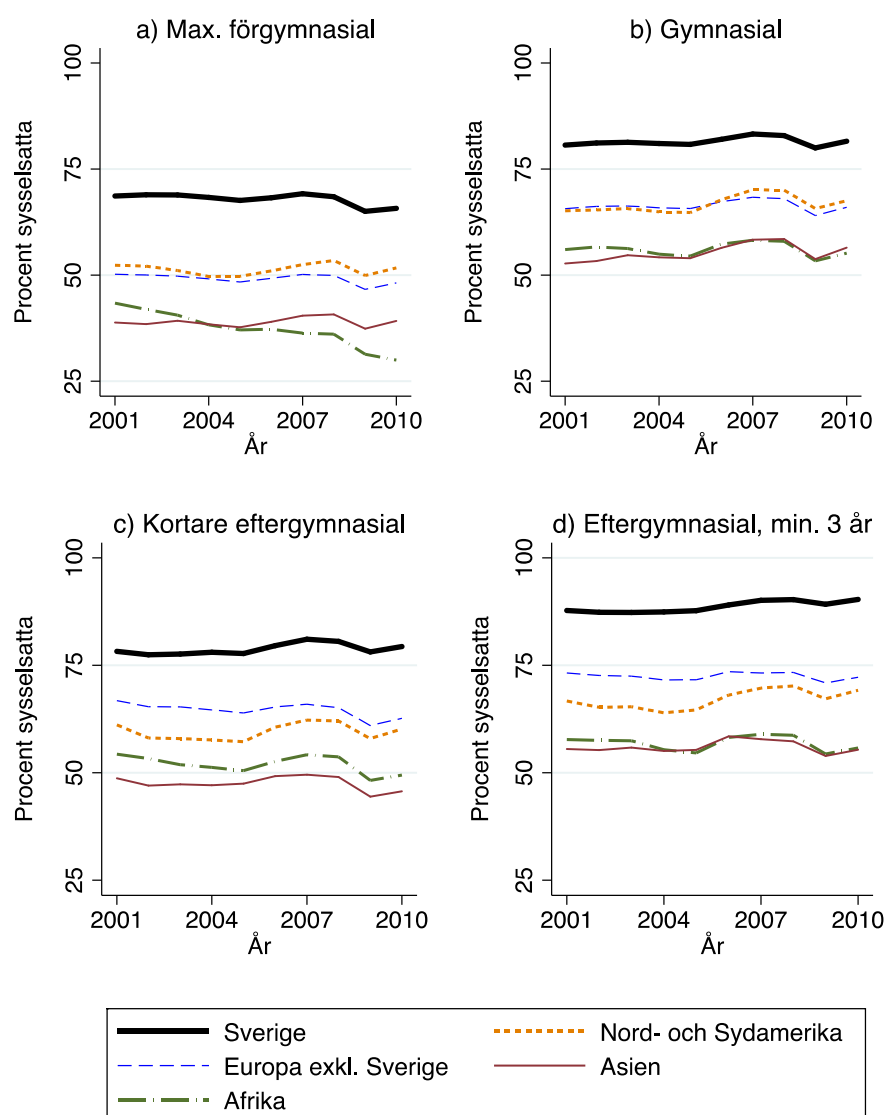 a) Max. förgymnasial
Procent sysselsatta
100
75
50
25
2001 2004 2007 2010
År
b) Gymnasial
Procent sysselsatta
100
75
50
25
2001 2004 2007 2010
År
c) Kortare eftergymnasial
Procent sysselsatta
100
75
50
25
2001 2004 2007 2010
År
d) Eftergymnasial, min. 3 år
Procent sysselsatta
100
75
50
25
2001 2004 2007 2010
År
Sverige
Nord- och Sydamerika
Europa exkl. Sverige
Asien
Afrika